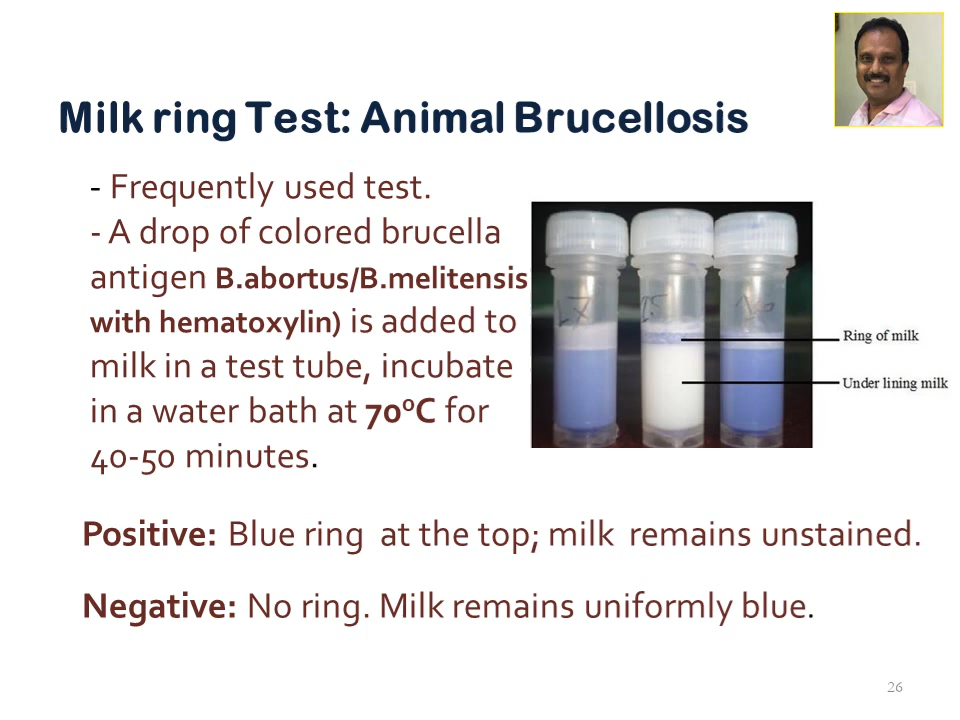 Milk ring Test: Animal Brucellosis
- Frequently used test.
- A drop of colored brucella
antigen B.abortus/B.melitensis
with hematoxylin) is added to
milk in a test tube, incubate
in a water bath at 70⁰C for
40-50 minutes.
Ring of milk
Under lining milk
Positive: Blue ring at the top; milk remains unstained.
Negative: No ring. Milk remains uniformly blue.
26